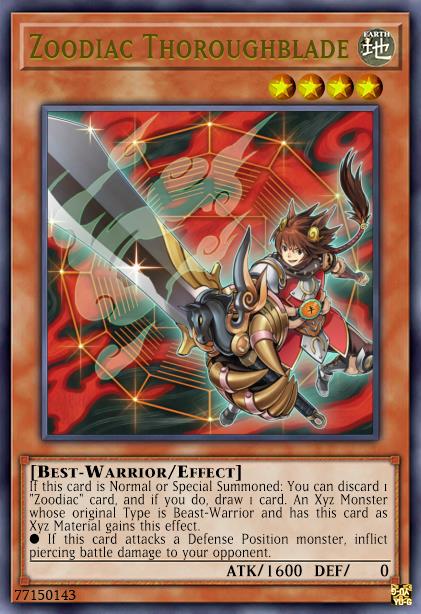 Zoodiac Thoroughblade
EARTH
地
[Best-Warrior/Effect]
If this card is Normal or Special Summoned: You can discard 1
"Zoodiac" card, and if you do, draw 1 card. An Xyz Monster
whose original Type is Beast-Warrior and has this card as
Xyz Material gains this effect.
● If this card attacks a Defense Position monster, inflict
piercing battle damage to your opponent.
ATK/1600 DEF/ 0
77150143